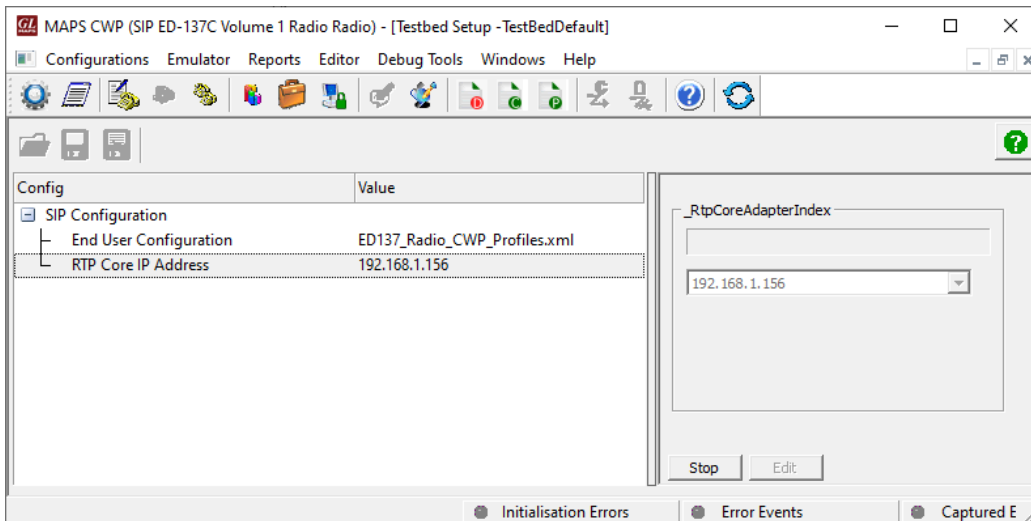 GL MAPS MAPS CWP (SIP ED-137C Volume 1 Radio Radio) - [Testbed Setup -TestBedDefault]
Configurations Emulator Reports Editor Debug Tools Windows Help
D C P ?
?
Config Value
SIP Configuration
End User Configuration ED137_Radio_CWP_Profiles.xml
RTP Core IP Address 192.168.1.156
_RtpCoreAdapterIndex
192.168.1.156
Stop Edit
Initialisation Errors Error Events Captured E